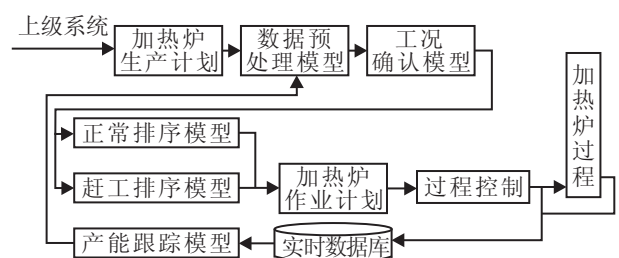 上级系统
加热炉
生产计划
数据预
处理模型
工况
确认模型
加
热
炉
过
程
正常排序模型
赶工排序模型
加热炉
作业计划
过程控制
产能跟踪模型
实时数据库